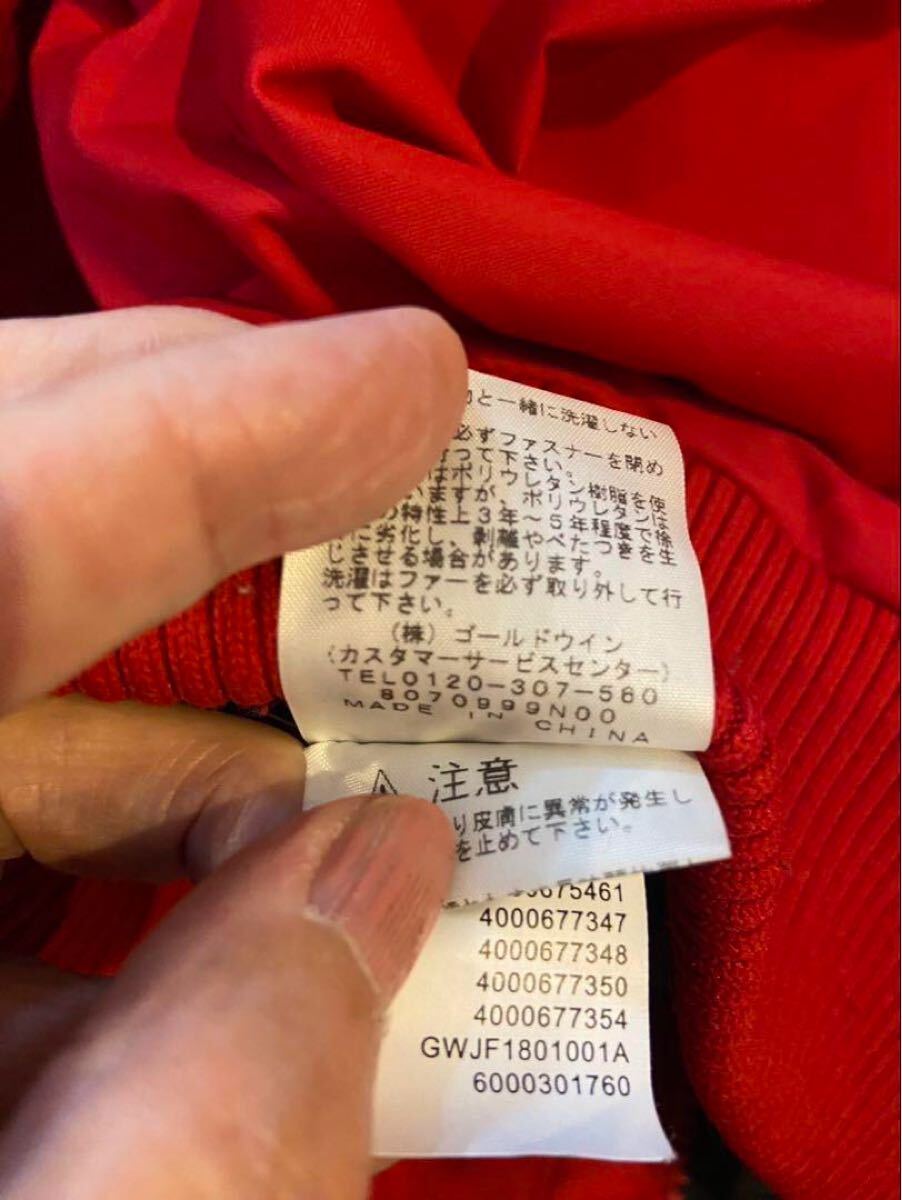 と一緒に洗濯しない
必ずファスナーを閉め
って下さい。
はポリウレタン樹脂を使
いますが、ポリウレタンは
の特性上３年〜５年程度で徐
に劣化し、剥離やべたつきを生
じさせる場合があります。
洗濯はファーを必ず取り外して行
って下さい。
（株）ゴールドウイン
（カスタマーサービスセンター）
TEL0120-307-560
8070999N00
MADE IN CHINA
注意
り皮膚に異常が発生し
を止めて下さい。
675461
4000677347
4000677348
4000677350
4000677354
GWJF1801001A
6000301760